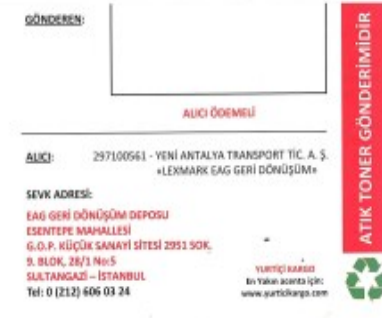 GÖNDEREN:
ALICI ÖDEMELİ
ALICI: 297100561 - YENİ ANTALYA TRANSPORT TİC. A. Ş.
«LEXMARK EAG GERİ DÖNÜŞÜM»
SEVK ADRESİ:
EAG GERİ DÖNÜŞÜM DEPOSU
ESENTEPE MAHALLESİ
G.O.P. KÜÇÜK SANAYİ SİTESİ 2951 SOK.
9. BLOK, 28/1 No:5
SULTANGAZİ – İSTANBUL
Tel: 0 (212) 606 03 24
YURTİÇİ KARGO
En Yakın acenta için:
www.yurticikargo.com
ATIK TONER GÖNDERİMİDİR